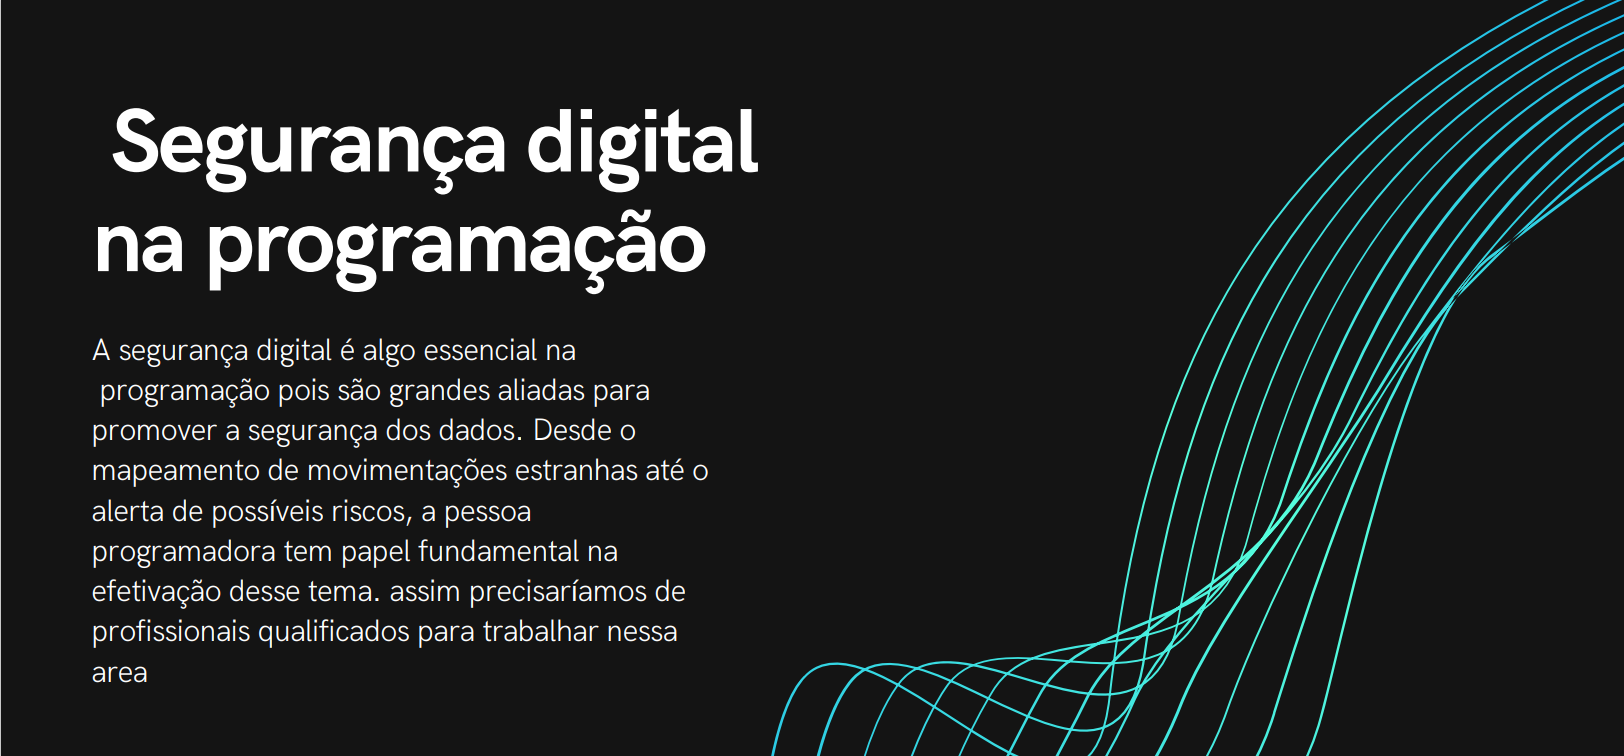 Segurança digital
na programação
A segurança digital é algo essencial na
programação pois são grandes aliadas para
promover a segurança dos dados. Desde o
mapeamento de movimentações estranhas até o
alerta de possíveis riscos, a pessoa
programadora tem papel fundamental na
efetivação desse tema. assim precisaríamos de
profissionais qualificados para trabalhar nessa
area